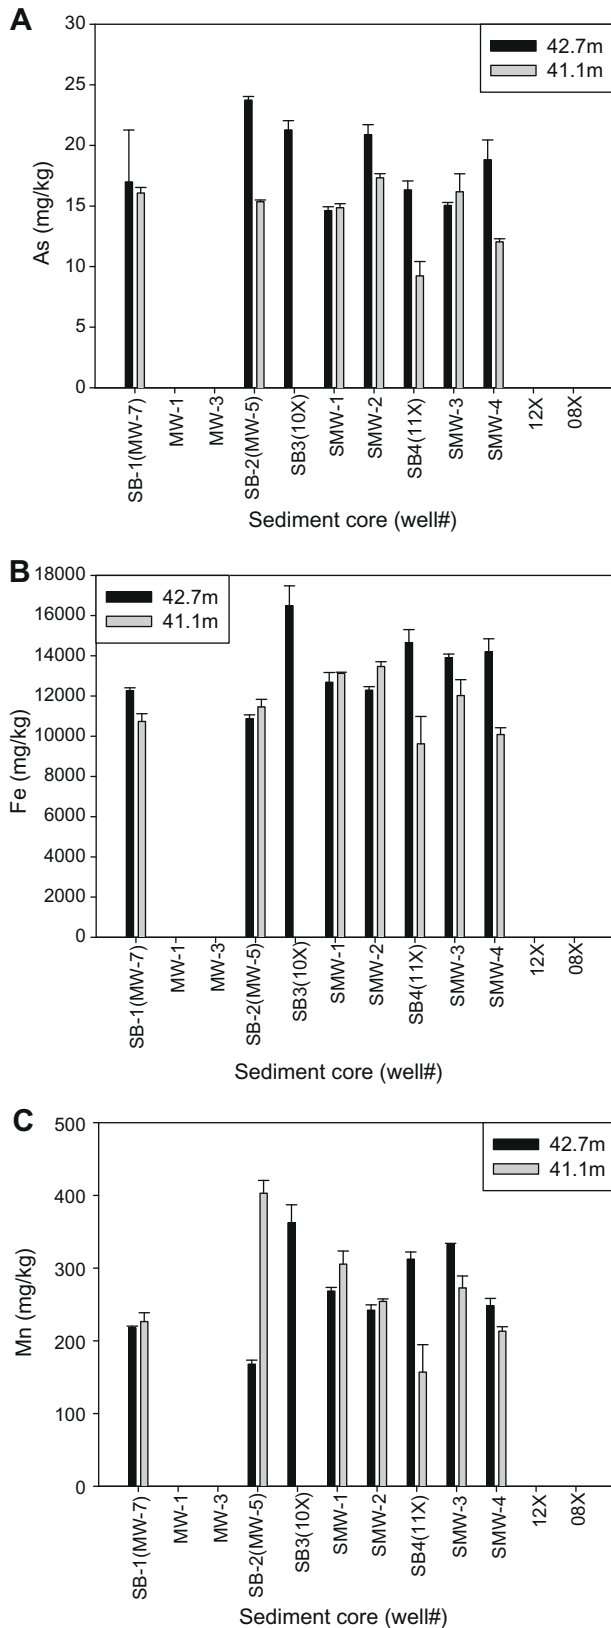 A
30
25
20
15
10
5
0
As (mg/kg)
42.7m
41.1m
SB-1(MW-7)
MW-1
MW-3
SB-2(MW-5)
SB3(10X)
SMW-1
SMW-2
SB4(11X)
SMW-3
SMW-4
12X
08X
Sediment core (well#)
B
18000
16000
14000
12000
10000
8000
6000
4000
2000
0
Fe (mg/kg)
42.7m
41.1m
SB-1(MW-7)
MW-1
MW-3
SB-2(MW-5)
SB3(10X)
SMW-1
SMW-2
SB4(11X)
SMW-3
SMW-4
12X
08X
Sediment core (well#)
C
500
400
300
200
100
0
Mn (mg/kg)
42.7m
41.1m
SB-1(MW-7)
MW-1
MW-3
SB-2(MW-5)
SB3(10X)
SMW-1
SMW-2
SB4(11X)
SMW-3
SMW-4
12X
08X
Sediment core (well#)